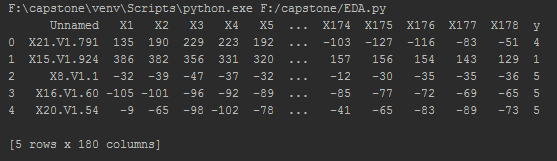 F:\capstone\venv\Scripts\python.exe F:/capstone/EDA.py
Unnamed X1 X2 X3 X4 X5 ... X174 X175 X176 X177 X178 y
0 X21.V1.791 135 190 229 223 192 ... -103 -127 -116 -83 -51 4
1 X15.V1.924 386 382 356 331 320 ... 157 156 154 143 129 1
2 X8.V1.1 -32 -39 -47 -37 -32 ... -12 -30 -35 -35 -36 5
3 X16.V1.60 -105 -101 -96 -92 -89 ... -85 -77 -72 -69 -65 5
4 X20.V1.54 -9 -65 -98 -102 -78 ... -41 -65 -83 -89 -73 5
[5 rows x 180 columns]